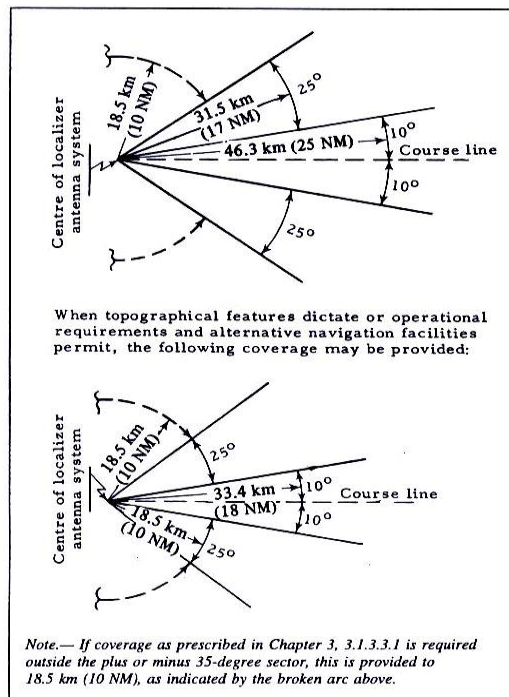 18.5 km
(10 NM)
31.5 km
(17 NM)
25°
46.3 km (25 NM)
10°
Course line
10°
25°
Centre of localizer
antenna system
When topographical features dictate or operational
requirements and alternative navigation facilities
permit, the following coverage may be provided:
18.5 km
(10 NM)
25°
33.4 km
(18 NM)
10°
Course line
10°
18.5 km
(10 NM)
25°
Centre of localizer
antenna system
Note.— If coverage as prescribed in Chapter 3, 3.1.3.3.1 is required
outside the plus or minus 35-degree sector, this is provided to
18.5 km (10 NM), as indicated by the broken arc above.